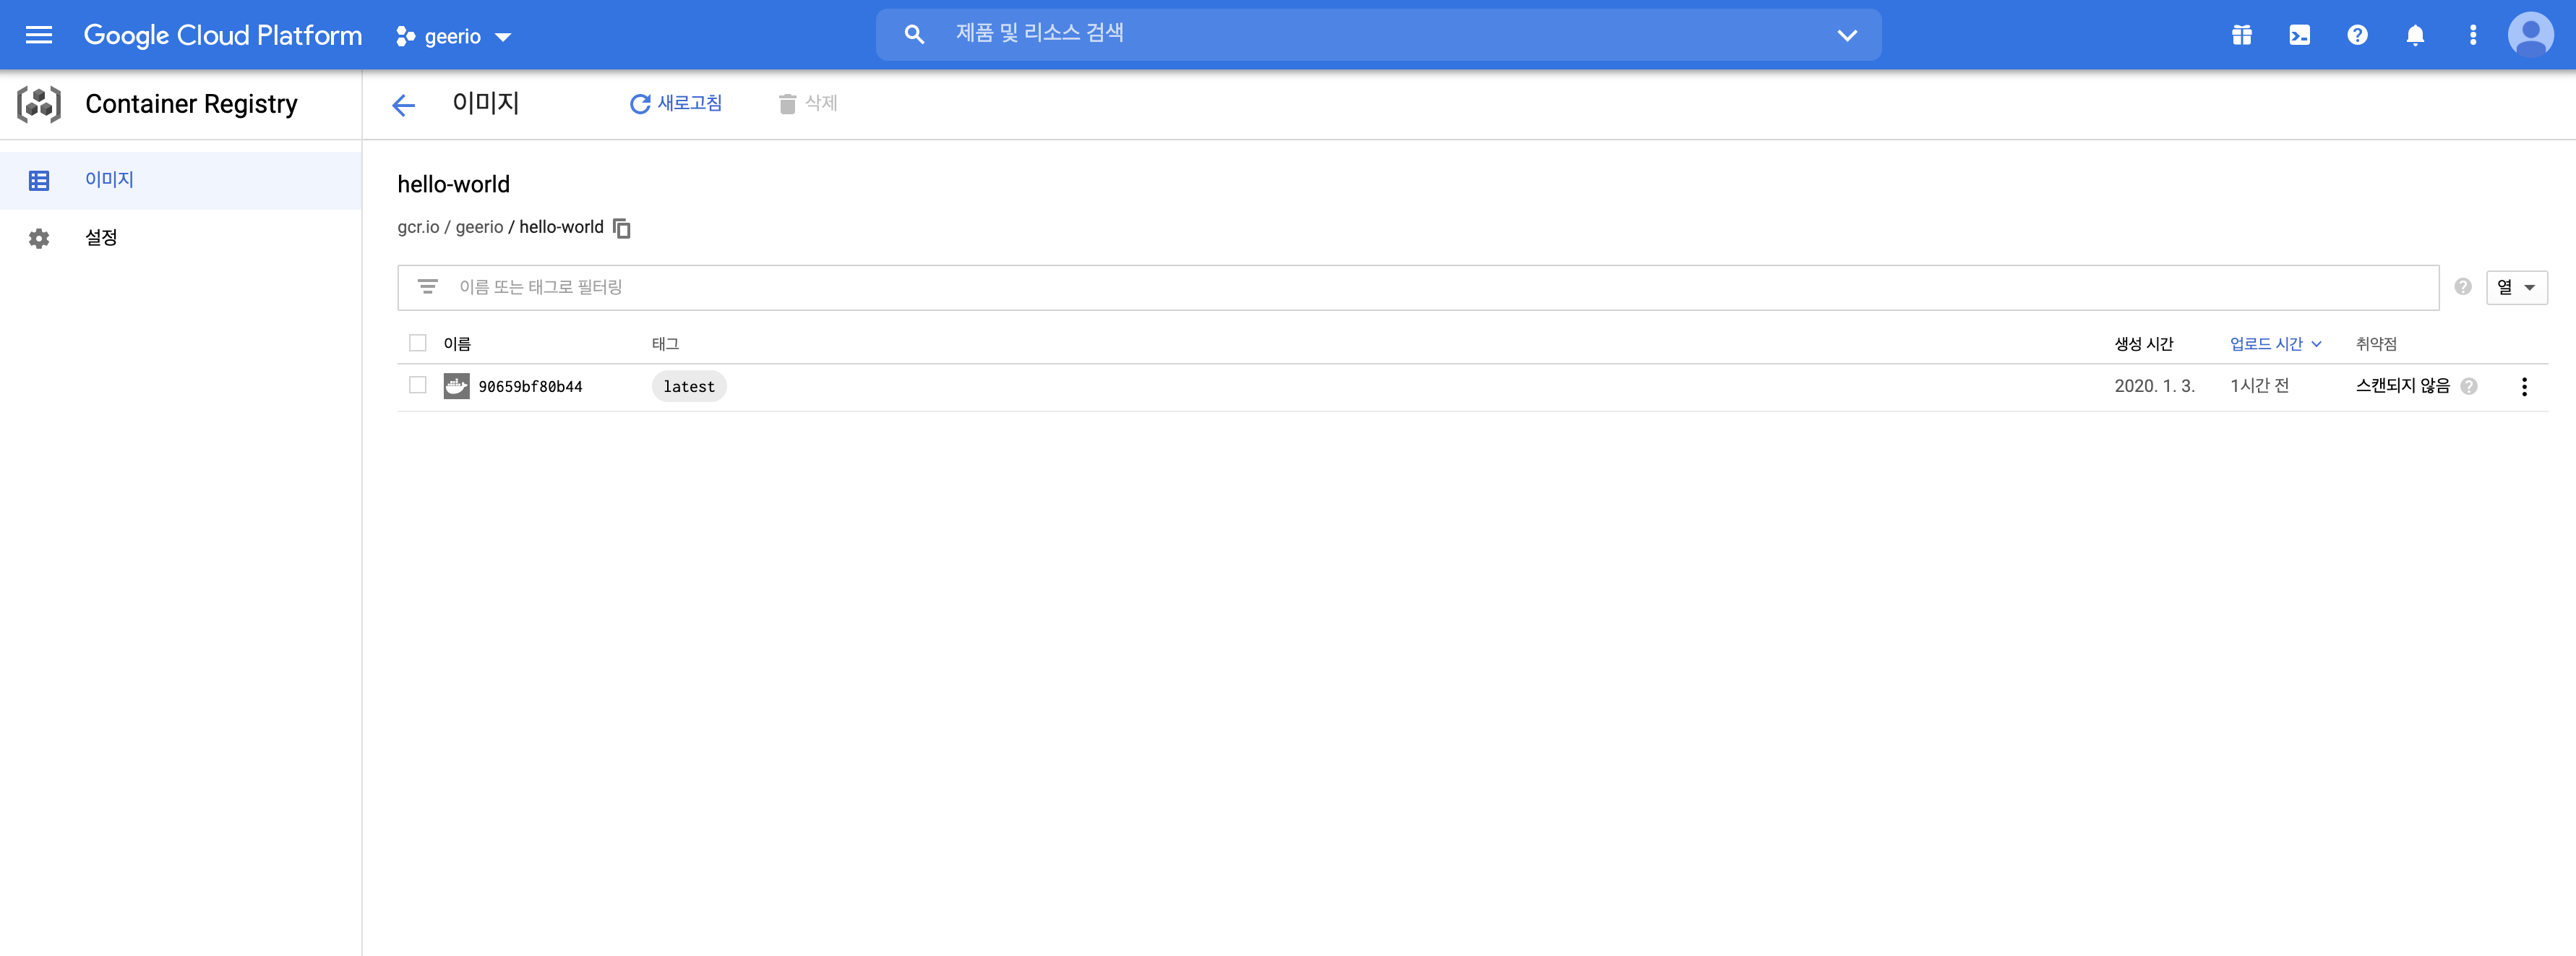 Google Cloud Platform geerio 제품 및 리소스 검색
Container Registry
이미지 새로고침 삭제
이미지
설정
hello-world
gcr.io / geerio / hello-world
이름 또는 태그로 필터링 열
이름 태그 생성 시간 업로드 시간 취약점
90659bf80b44 latest 2020. 1. 3. 1시간 전 스캔되지 않음